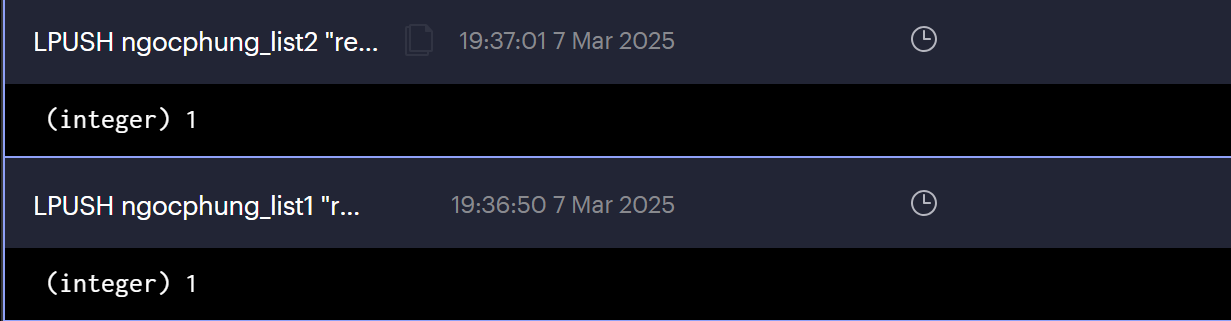 LPUSH ngocphung_list2 "re... 19:37:01 7 Mar 2025
(integer) 1
LPUSH ngocphung_list1 "r... 19:36:50 7 Mar 2025
(integer) 1